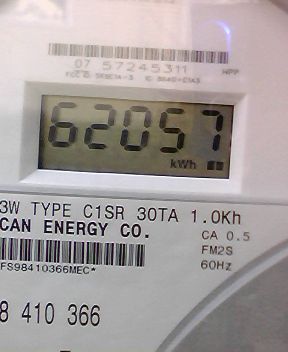 07 57245311
62057
kWh
3W TYPE C1SR 30TA 1.0Kh
CAN ENERGY CO.
CA 0.5
FM2S
60Hz
FS98410366MEC*
8 410 366